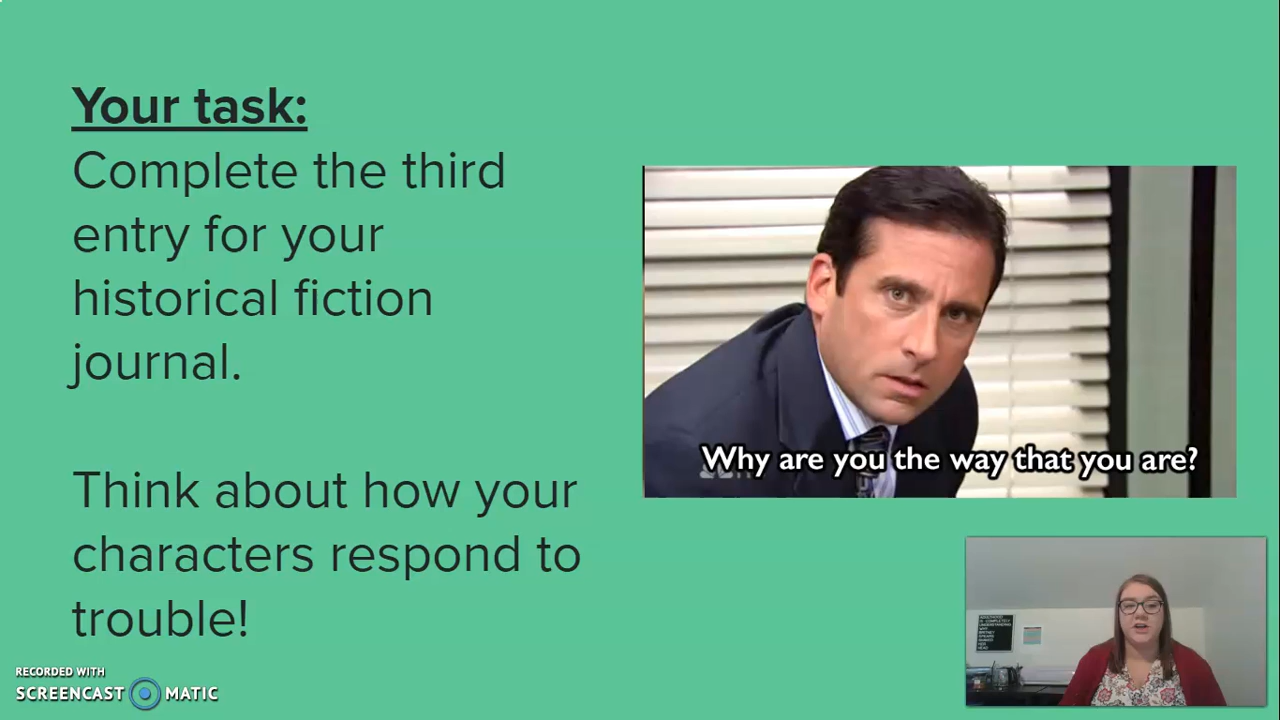 Your task:
Complete the third
entry for your
historical fiction
journal.
Think about how your
characters respond to
trouble!
Why are you the way that you are?
RECORDED WITH
SCREENCAST MATIC